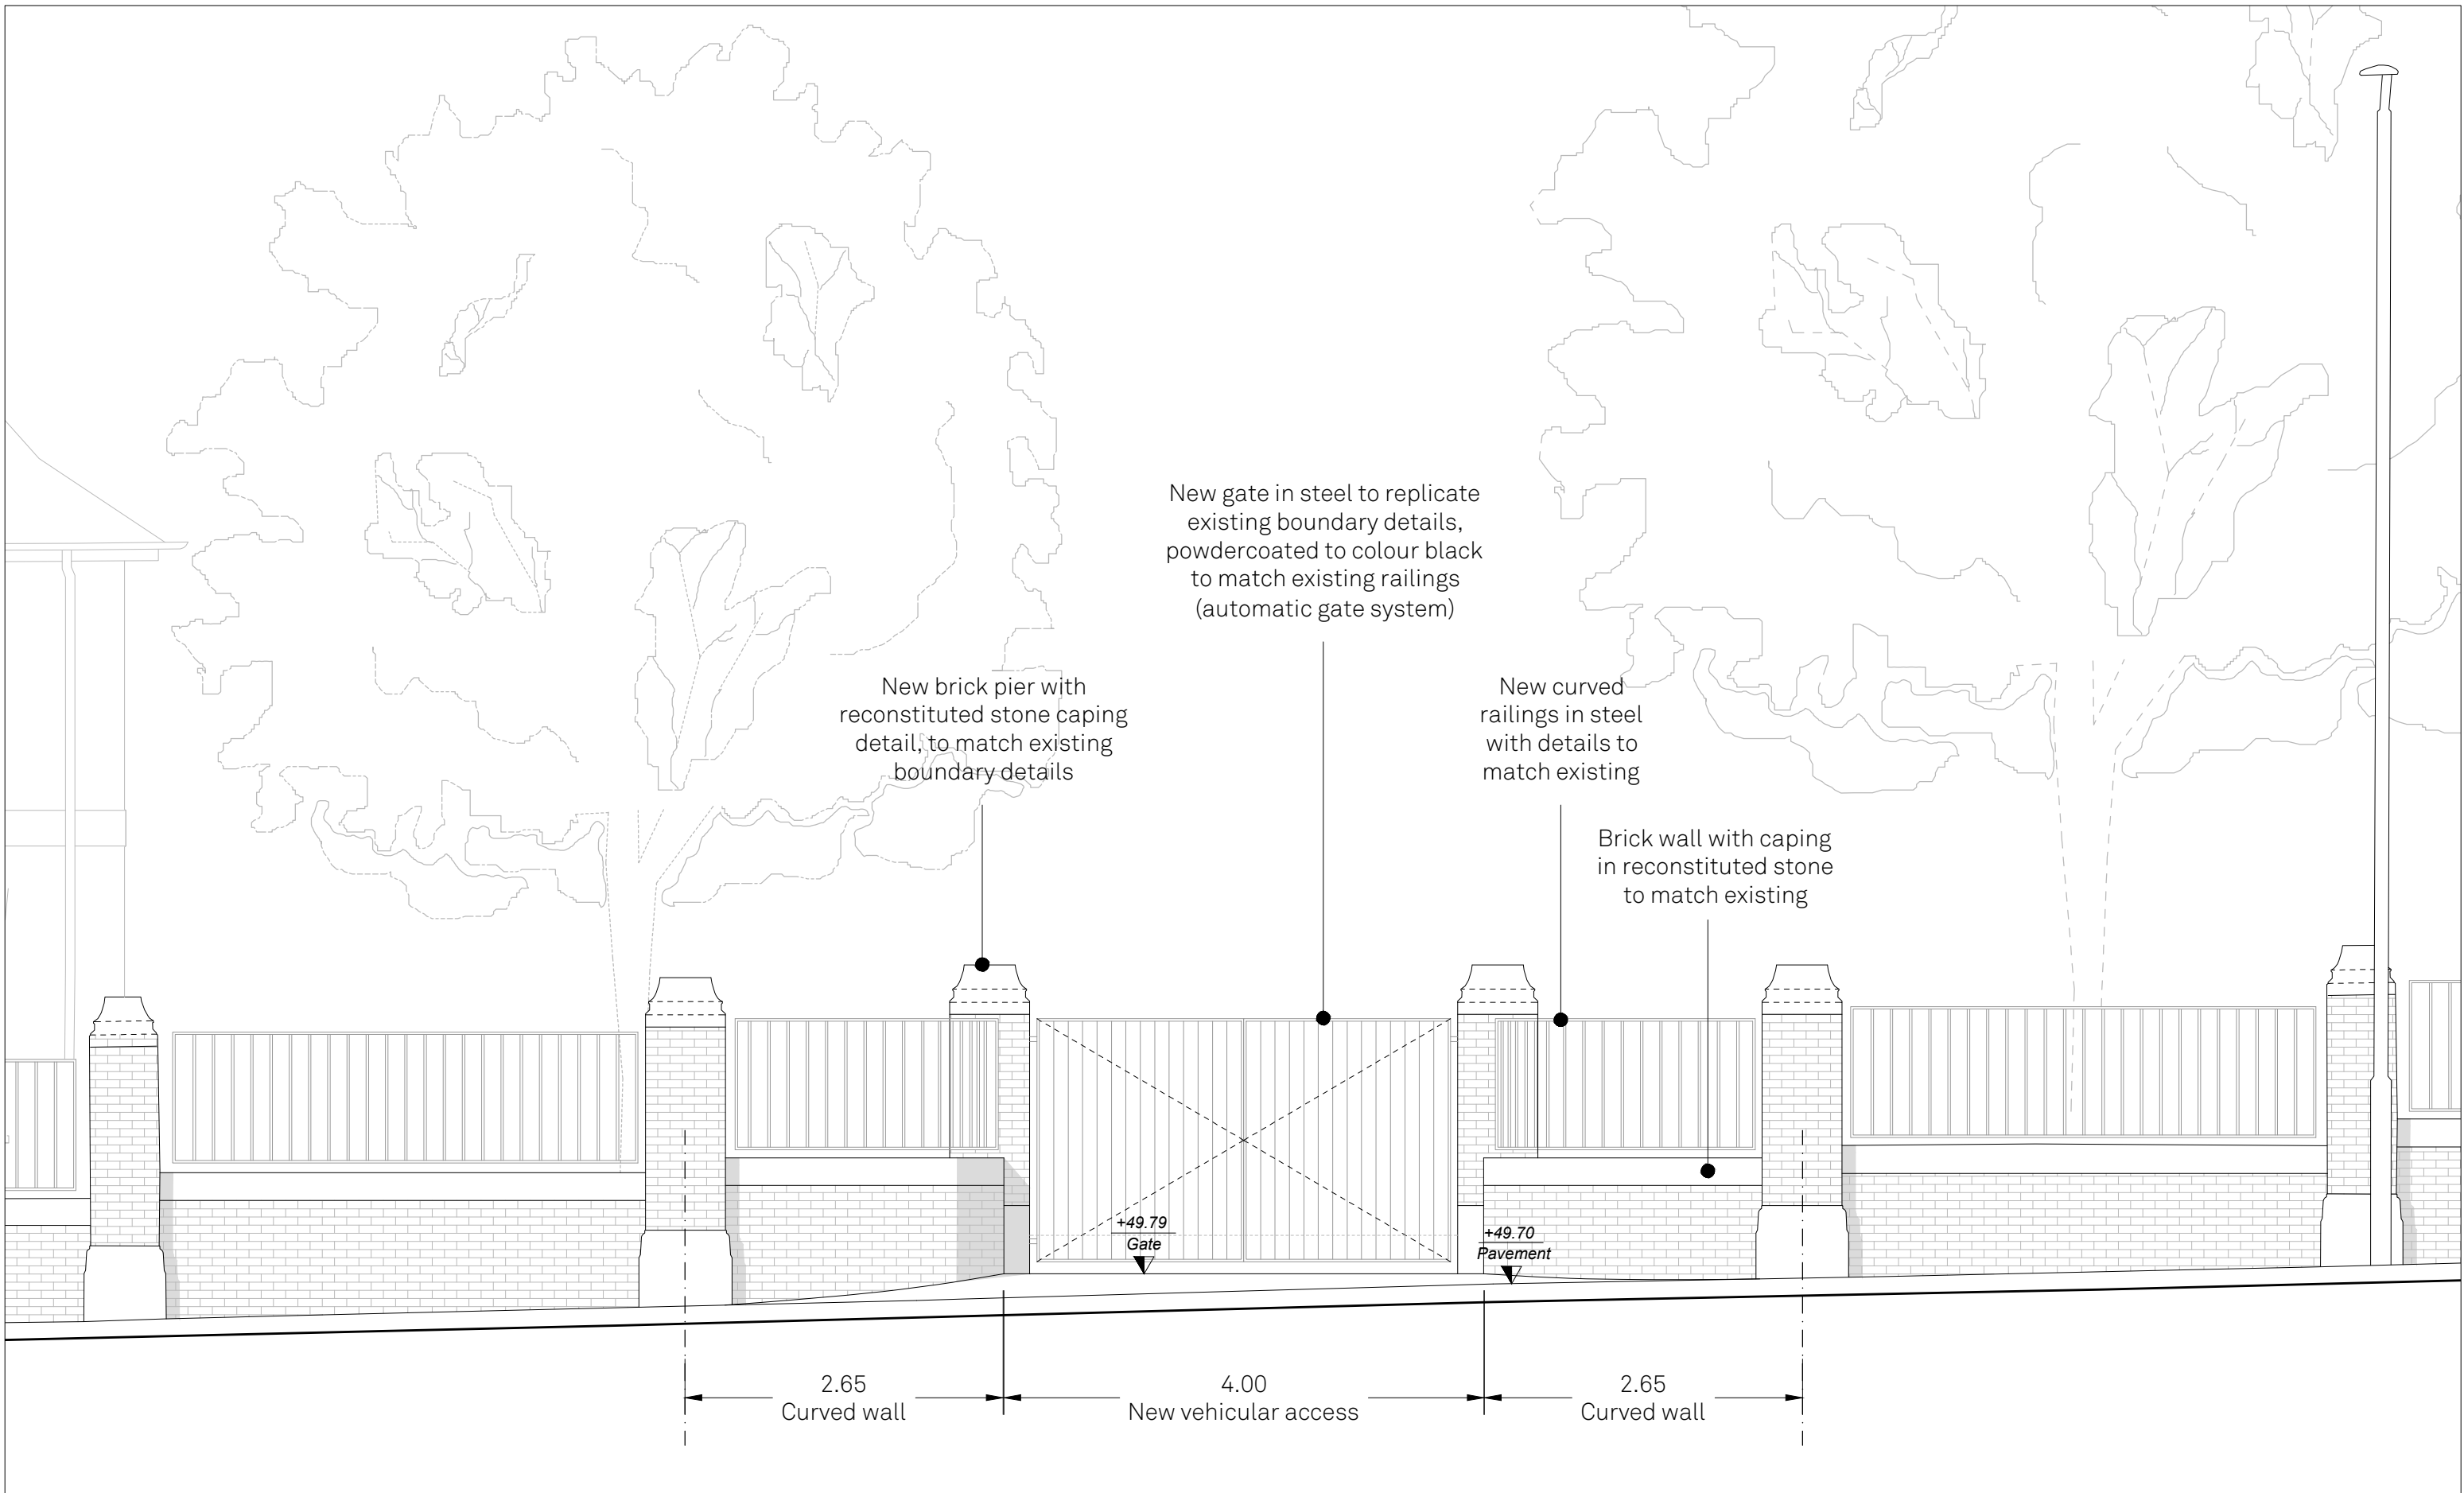 New gate in steel to replicate
existing boundary details,
powdercoated to colour black
to match existing railings
(automatic gate system)
New brick pier with
reconstituted stone caping
detail, to match existing
boundary details
New curved
railings in steel
with details to
match existing
Brick wall with caping
in reconstituted stone
to match existing
+49.79
Gate
+49.70
Pavement
2.65
Curved wall
4.00
New vehicular access
2.65
Curved wall